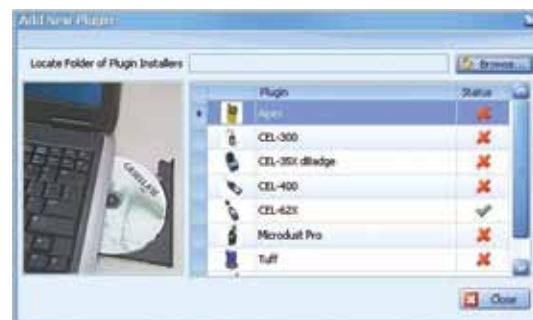 Add New Plugin
Locate Folder of Plugin Installers
Browse...
Plugin Status
Apex
CEL-300
CEL-35X dBadge
CEL-400
CEL-62X
Microdust Pro
Tuff
Close